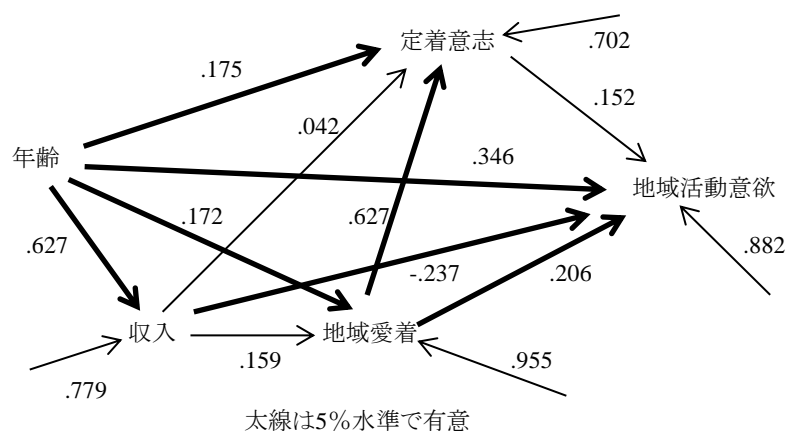 定着意志
.702
.175
.152
.042
年齢
.346
地域活動意欲
.172
.627
.627
-.237
.206
.882
収入
地域愛着
.159
.955
.779
太線は5%水準で有意